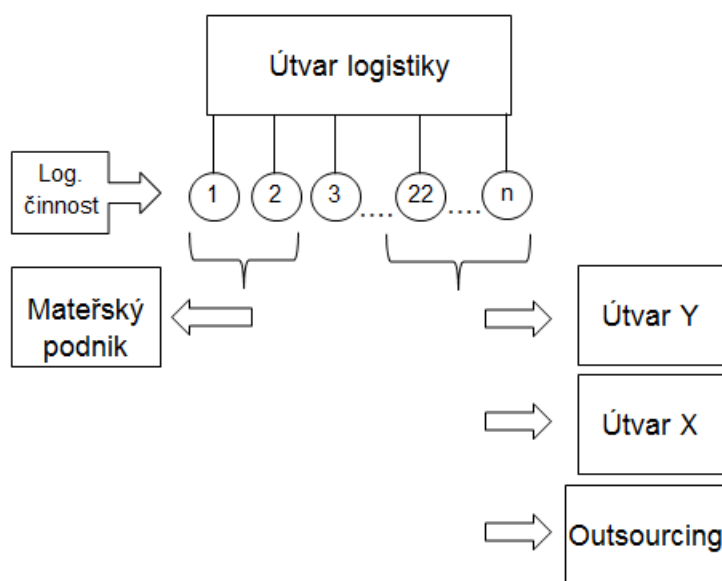 Útvar logistiky
Log.
činnost
1 2 3 .... 22 .... n
Mateřský
podnik
Útvar Y
Útvar X
Outsourcing